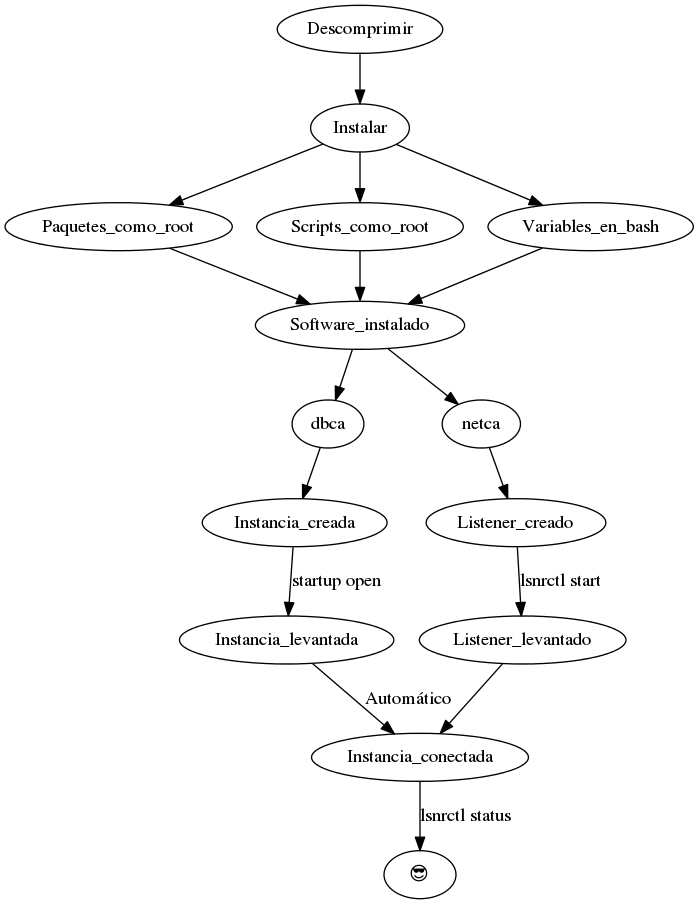 Descomprimir
Instalar
Paquetes_como_root
Scripts_como_root
Variables_en_bash
Software_instalado
dbca
netca
Instancia_creada
Listener_creado
startup open
lsnrctl start
Instancia_levantada
Listener_levantado
Automático
Instancia_conectada
lsnrctl status
😎